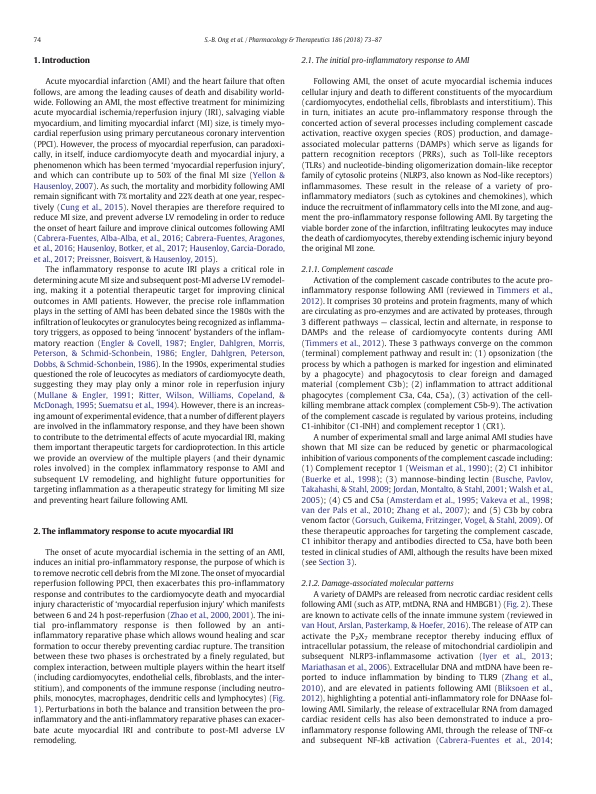 74
S.-B. Ong et al. / Pharmacology & Therapeutics 186 (2018) 73–87
1. Introduction
Acute myocardial infarction (AMI) and the heart failure that often
follows, are among the leading causes of death and disability world-
wide. Following an AMI, the most effective treatment for minimizing
acute myocardial ischemia/reperfusion injury (IRI), salvaging viable
myocardium, and limiting myocardial infarct (MI) size, is timely myo-
cardial reperfusion using primary percutaneous coronary intervention
(PPCI). However, the process of myocardial reperfusion, can paradoxi-
cally, in itself, induce cardiomyocyte death and myocardial injury, a
phenomenon which has been termed 'myocardial reperfusion injury',
and which can contribute up to 50% of the final MI size (Yellon &
Hausenloy, 2007). As such, the mortality and morbidity following AMI
remain significant with 7% mortality and 22% death at one year, respec-
tively (Cung et al., 2015). Novel therapies are therefore required to
reduce MI size, and prevent adverse LV remodeling in order to reduce
the onset of heart failure and improve clinical outcomes following AMI
(Cabrera-Fuentes, Alba-Alba, et al., 2016; Cabrera-Fuentes, Aragones,
et al., 2016; Hausenloy, Botker, et al., 2017; Hausenloy, Garcia-Dorado,
et al., 2017; Preissner, Boisvert, & Hausenloy, 2015).
The inflammatory response to acute IRI plays a critical role in
determining acute MI size and subsequent post-MI adverse LV remodel-
ing, making it a potential therapeutic target for improving clinical
outcomes in AMI patients. However, the precise role inflammation
plays in the setting of AMI has been debated since the 1980s with the
infiltration of leukocytes or granulocytes being recognized as inflamma-
tory triggers, as opposed to being 'innocent' bystanders of the inflam-
matory reaction (Engler & Covell, 1987; Engler, Dahlgren, Morris,
Peterson, & Schmid-Schonbein, 1986; Engler, Dahlgren, Peterson,
Dobbs, & Schmid-Schonbein, 1986). In the 1990s, experimental studies
questioned the role of leucocytes as mediators of cardiomyocyte death,
suggesting they may play only a minor role in reperfusion injury
(Mullane & Engler, 1991; Ritter, Wilson, Williams, Copeland, &
McDonagh, 1995; Suematsu et al., 1994). However, there is an increas-
ing amount of experimental evidence, that a number of different players
are involved in the inflammatory response, and they have been shown
to contribute to the detrimental effects of acute myocardial IRI, making
them important therapeutic targets for cardioprotection. In this article
we provide an overview of the multiple players (and their dynamic
roles involved) in the complex inflammatory response to AMI and
subsequent LV remodeling, and highlight future opportunities for
targeting inflammation as a therapeutic strategy for limiting MI size
and preventing heart failure following AMI.
2. The inflammatory response to acute myocardial IRI
The onset of acute myocardial ischemia in the setting of an AMI,
induces an initial pro-inflammatory response, the purpose of which is
to remove necrotic cell debris from the MI zone. The onset of myocardial
reperfusion following PPCI, then exacerbates this pro-inflammatory
response and contributes to the cardiomyocyte death and myocardial
injury characteristic of 'myocardial reperfusion injury' which manifests
between 6 and 24 h post-reperfusion (Zhao et al., 2000, 2001). The ini-
tial pro-inflammatory response is then followed by an anti-
inflammatory reparative phase which allows wound healing and scar
formation to occur thereby preventing cardiac rupture. The transition
between these two phases is orchestrated by a finely regulated, but
complex interaction, between multiple players within the heart itself
(including cardiomyocytes, endothelial cells, fibroblasts, and the inter-
stitium), and components of the immune response (including neutro-
phils, monocytes, macrophages, dendritic cells and lymphocytes) (Fig.
1). Perturbations in both the balance and transition between the pro-
inflammatory and the anti-inflammatory reparative phases can exacer-
bate acute myocardial IRI and contribute to post-MI adverse LV
remodeling.
2.1. The initial pro-inflammatory response to AMI
Following AMI, the onset of acute myocardial ischemia induces
cellular injury and death to different constituents of the myocardium
(cardiomyocytes, endothelial cells, fibroblasts and interstitium). This
in turn, initiates an acute pro-inflammatory response through the
concerted action of several processes including complement cascade
activation, reactive oxygen species (ROS) production, and damage-
associated molecular patterns (DAMPs) which serve as ligands for
pattern recognition receptors (PRRs), such as Toll-like receptors
(TLRs) and nucleotide-binding oligomerization domain-like receptor
family of cytosolic proteins (NLRP3, also known as Nod-like receptors)
inflammasomes. These result in the release of a variety of pro-
inflammatory mediators (such as cytokines and chemokines), which
induce the recruitment of inflammatory cells into the MI zone, and aug-
ment the pro-inflammatory response following AMI. By targeting the
viable border zone of the infarction, infiltrating leukocytes may induce
the death of cardiomyocytes, thereby extending ischemic injury beyond
the original MI zone.
2.1.1. Complement cascade
Activation of the complement cascade contributes to the acute pro-
inflammatory response following AMI (reviewed in Timmers et al.,
2012). It comprises 30 proteins and protein fragments, many of which
are circulating as pro-enzymes and are activated by proteases, through
3 different pathways — classical, lectin and alternate, in response to
DAMPs and the release of cardiomyocyte contents during AMI
(Timmers et al., 2012). These 3 pathways converge on the common
(terminal) complement pathway and result in: (1) opsonization (the
process by which a pathogen is marked for ingestion and eliminated
by a phagocyte) and phagocytosis to clear foreign and damaged
material (complement C3b); (2) inflammation to attract additional
phagocytes (complement C3a, C4a, C5a), (3) activation of the cell-
killing membrane attack complex (complement C5b-9). The activation
of the complement cascade is regulated by various proteins, including
C1-inhibitor (C1-INH) and complement receptor 1 (CR1).
A number of experimental small and large animal AMI studies have
shown that MI size can be reduced by genetic or pharmacological
inhibition of various components of the complement cascade including:
(1) Complement receptor 1 (Weisman et al., 1990); (2) C1 inhibitor
(Buerke et al., 1998); (3) mannose-binding lectin (Busche, Pavlov,
Takahashi, & Stahl, 2009; Jordan, Montalto, & Stahl, 2001; Walsh et al.,
2005); (4) C5 and C5a (Amsterdam et al., 1995; Vakeva et al., 1998;
van der Pals et al., 2010; Zhang et al., 2007); and (5) C3b by cobra
venom factor (Gorsuch, Guikema, Fritzinger, Vogel, & Stahl, 2009). Of
these therapeutic approaches for targeting the complement cascade,
C1 inhibitor therapy and antibodies directed to C5a, have both been
tested in clinical studies of AMI, although the results have been mixed
(see Section 3).
2.1.2. Damage-associated molecular patterns
A variety of DAMPs are released from necrotic cardiac resident cells
following AMI (such as ATP, mtDNA, RNA and HMBGB1) (Fig. 2). These
are known to activate cells of the innate immune system (reviewed in
van Hout, Arslan, Pasterkamp, & Hoefer, 2016). The release of ATP can
activate the P₂X₇ membrane receptor thereby inducing efflux of
intracellular potassium, the release of mitochondrial cardiolipin and
subsequent NLRP3-inflammasome activation (Iyer et al., 2013;
Mariathasan et al., 2006). Extracellular DNA and mtDNA have been re-
ported to induce inflammation by binding to TLR9 (Zhang et al.,
2010), and are elevated in patients following AMI (Bliksoen et al.,
2012), highlighting a potential anti-inflammatory role for DNAase fol-
lowing AMI. Similarly, the release of extracellular RNA from damaged
cardiac resident cells has also been demonstrated to induce a pro-
inflammatory response following AMI, through the release of TNF-α
and subsequent NF-kB activation (Cabrera-Fuentes et al., 2014;